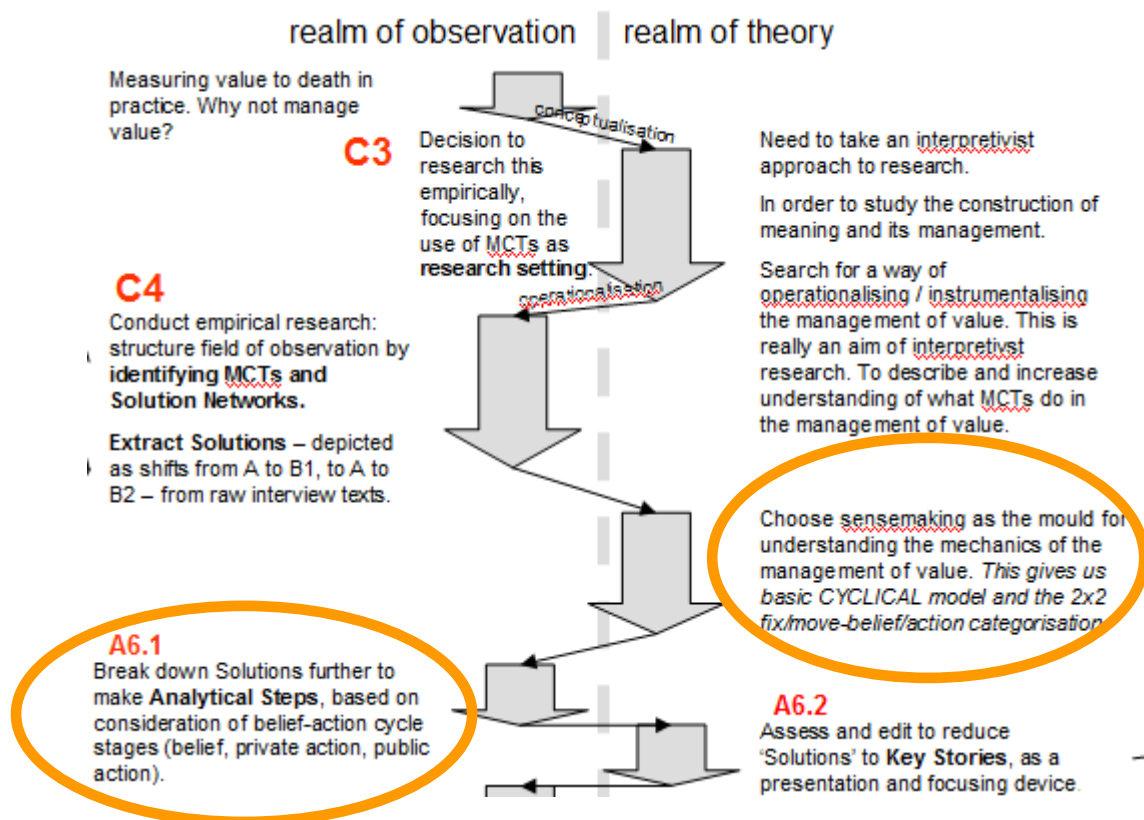 realm of observation
realm of theory
Measuring value to death in
practice. Why not manage
value?
conceptualisation
C3
Decision to
research this
empirically,
focusing on the
use of MCTs as
research setting.
Need to take an interpretivist
approach to research.
In order to study the construction of
meaning and its management.
Search for a way of
operationalising / instrumentalising
the management of value. This is
really an aim of interpretivst
research. To describe and increase
understanding of what MCTs do in
the management of value.
operationalisation
C4
Conduct empirical research:
structure field of observation by
identifying MCTs and
Solution Networks.
Extract Solutions – depicted
as shifts from A to B1, to A to
B2 – from raw interview texts.
Choose sensemaking as the mould for
understanding the mechanics of the
management of value. This gives us
basic CYCLICAL model and the 2x2
fix/move-belief/action categorisation
A6.1
Break down Solutions further to
make Analytical Steps, based on
consideration of belief-action cycle
stages (belief, private action, public
action).
A6.2
Assess and edit to reduce
‘Solutions’ to Key Stories, as a
presentation and focusing device.